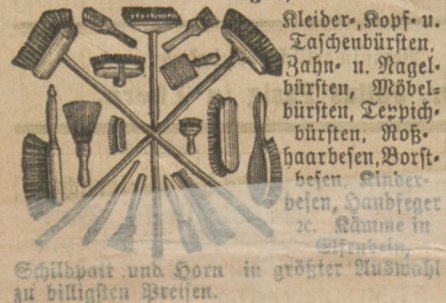 Kleider-, Kopf- u.
Taschenbürsten,
Zahn- u. Nagel-
bürsten, Möbel-
bürsten, Teppich-
bürsten, Roß-
haarbesen, Borst-
besen, Kinder-
besen, Handfeger
ꝛc. Kämme in
Elfenbein,
Schildpatt und Horn in größter Auswahl
zu billigsten Preisen.